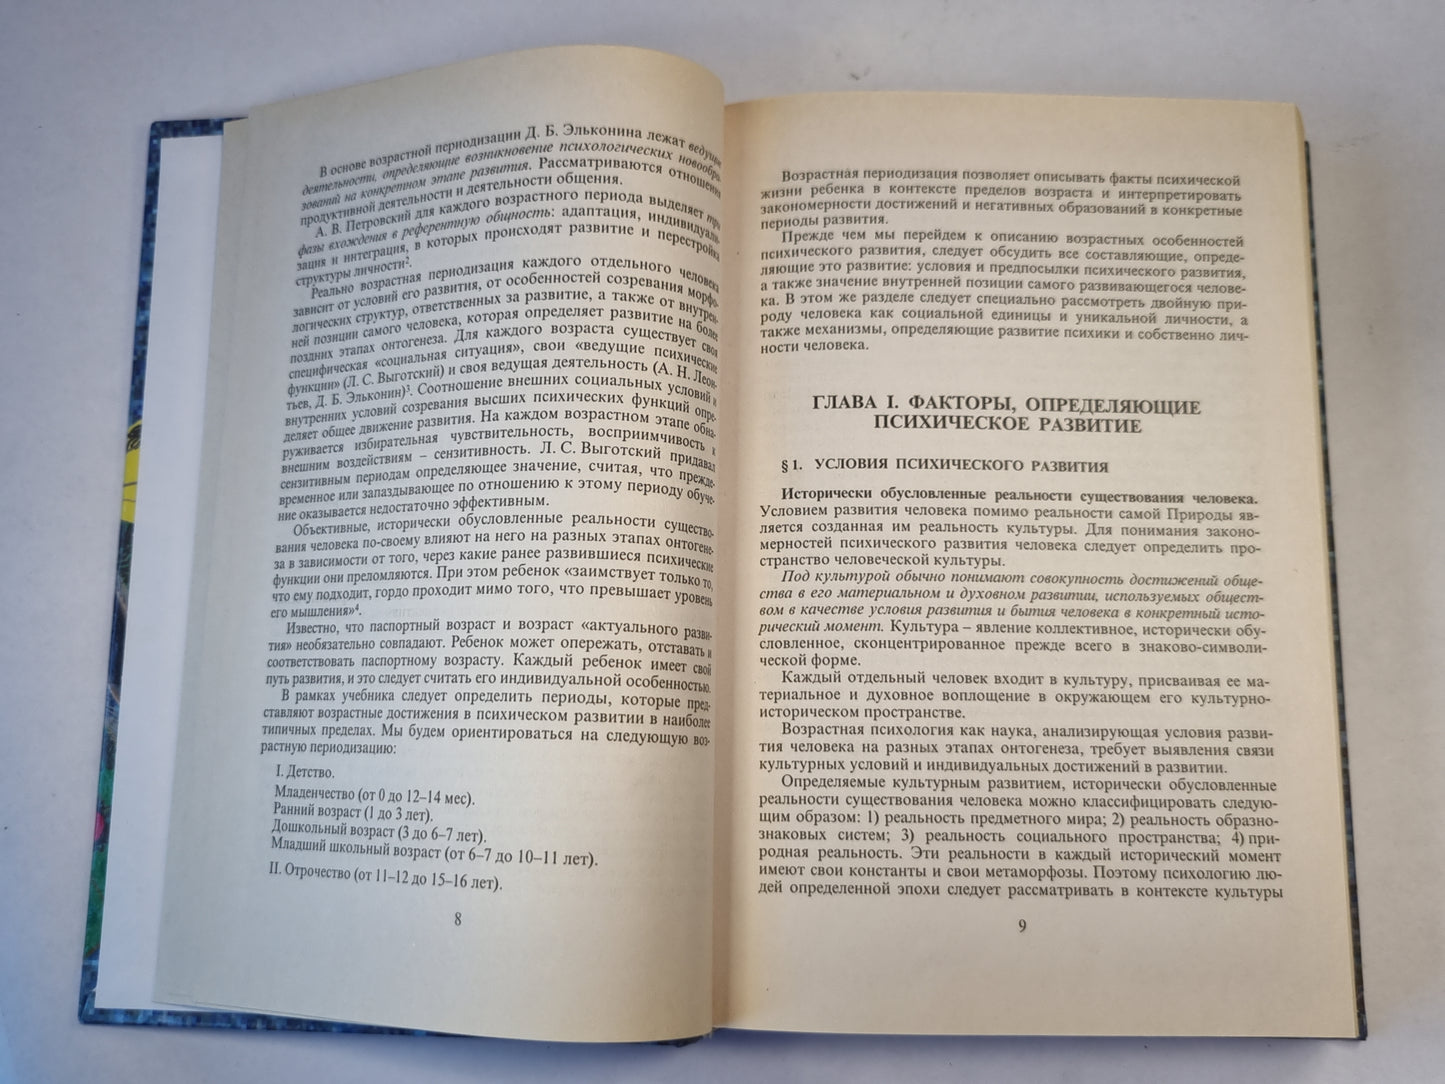 В основе возрастной периодизации Д. Б. Эльконина лежат ведущие
деятельности, определяющие возникновение психологических новообра-
зований на конкретном этапе развития. Рассматриваются отношения
продуктивной деятельности и деятельности общения.
А. В. Петровский для каждого возрастного периода выделяет три
фазы вхождения в референтную общность: адаптация, индивидуали-
зация и интеграция, в которых происходят развитие и перестройка
структуры личности².
Реально возрастная периодизация каждого отдельного человека
зависит от условий его развития, от особенностей созревания морфо-
логических структур, ответственных за развитие, а также от внутрен-
ней позиции самого человека, которая определяет развитие на более
поздних этапах онтогенеза. Для каждого возраста существует своя
специфическая «социальная ситуация», свои «ведущие психические
функции» (Л. С. Выготский) и своя ведущая деятельность (А. Н. Леон-
тьев, Д. Б. Эльконин)³. Соотношение внешних социальных условий и
внутренних условий созревания высших психических функций опре-
деляет общее движение развития. На каждом возрастном этапе обна-
руживается избирательная чувствительность, восприимчивость к
внешним воздействиям – сензитивность. Л. С. Выготский придавал
сензитивным периодам определяющее значение, считая, что прежде-
временное или запаздывающее по отношению к этому периоду обуче-
ние оказывается недостаточно эффективным.
Объективные, исторически обусловленные реальности существо-
вания человека по-своему влияют на него на разных этапах онтогене-
за в зависимости от того, через какие ранее развившиеся психические
функции они преломляются. При этом ребенок «заимствует только то,
что ему подходит, гордо проходит мимо того, что превышает уровень
его мышления»⁴.
Известно, что паспортный возраст и возраст «актуального разви-
тия» необязательно совпадают. Ребенок может опережать, отставать и
соответствовать паспортному возрасту. Каждый ребенок имеет свой
путь развития, и это следует считать его индивидуальной особенностью.
В рамках учебника следует определить периоды, которые пред-
ставляют возрастные достижения в психическом развитии в наиболее
типичных пределах. Мы будем ориентироваться на следующую воз-
растную периодизацию:
I. Детство.
Младенчество (от 0 до 12–14 мес).
Ранний возраст (1 до 3 лет).
Дошкольный возраст (3 до 6–7 лет).
Младший школьный возраст (от 6–7 до 10–11 лет).
II. Отрочество (от 11–12 до 15–16 лет).
8
Возрастная периодизация позволяет описывать факты психической
жизни ребенка в контексте пределов возраста и интерпретировать
закономерности достижений и негативных образований в конкретные
периоды развития.
Прежде чем мы перейдем к описанию возрастных особенностей
психического развития, следует обсудить все составляющие, опреде-
ляющие это развитие: условия и предпосылки психического развития,
а также значение внутренней позиции самого развивающегося челове-
ка. В этом же разделе следует специально рассмотреть двойную при-
роду человека как социальной единицы и уникальной личности, а
также механизмы, определяющие развитие психики и собственно лич-
ности человека.
ГЛАВА I. ФАКТОРЫ, ОПРЕДЕЛЯЮЩИЕ
ПСИХИЧЕСКОЕ РАЗВИТИЕ
§ 1. УСЛОВИЯ ПСИХИЧЕСКОГО РАЗВИТИЯ
Исторически обусловленные реальности существования человека.
Условием развития человека помимо реальности самой Природы яв-
ляется созданная им реальность культуры. Для понимания законо-
мерностей психического развития человека следует определить про-
странство человеческой культуры.
Под культурой обычно понимают совокупность достижений обще-
ства в его материальном и духовном развитии, используемых общест-
вом в качестве условия развития и бытия человека в конкретный исто-
рический момент. Культура – явление коллективное, исторически обу-
словленное, сконцентрированное прежде всего в знаково-символи-
ческой форме.
Каждый отдельный человек входит в культуру, присваивая ее ма-
териальное и духовное воплощение в окружающем его культурно-
историческом пространстве.
Возрастная психология как наука, анализирующая условия разви-
тия человека на разных этапах онтогенеза, требует выявления связи
культурных условий и индивидуальных достижений в развитии.
Определяемые культурным развитием, исторически обусловленные
реальности существования человека можно классифицировать следую-
щим образом: 1) реальность предметного мира; 2) реальность образно-
знаковых систем; 3) реальность социального пространства; 4) при-
родная реальность. Эти реальности в каждый исторический момент
имеют свои константы и свои метаморфозы. Поэтому психологию лю-
дей определенной эпохи следует рассматривать в контексте культуры
9